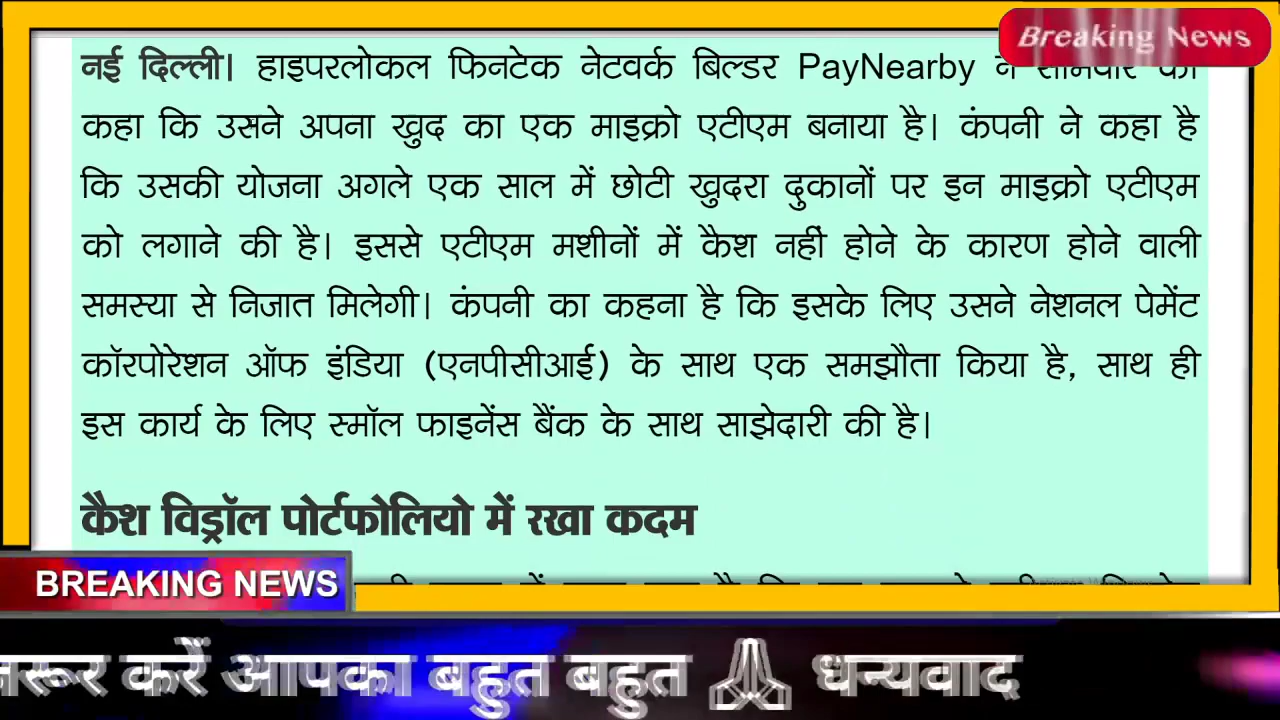 Breaking News
नई दिल्ली। हाइपरलोकल फिनटेक नेटवर्क बिल्डर PayNearby ने सोमवार को
कहा कि उसने अपना खुद का एक माइक्रो एटीएम बनाया है। कंपनी ने कहा है
कि उसकी योजना अगले एक साल में छोटी खुदरा दुकानों पर इन माइक्रो एटीएम
को लगाने की है। इससे एटीएम मशीनों में कैश नहीं होने के कारण होने वाली
समस्या से निजात मिलेगी। कंपनी का कहना है कि इसके लिए उसने नेशनल पेमेंट
कॉरपोरेशन ऑफ इंडिया (एनपीसीआई) के साथ एक समझौता किया है, साथ ही
इस कार्य के लिए स्मॉल फाइनेंस बैंक के साथ साझेदारी की है।
कैश विड्रॉल पोर्टफोलियो में रखा कदम
BREAKING NEWS
जरूर करें आपका बहुत बहुत 🙏 धन्यवाद